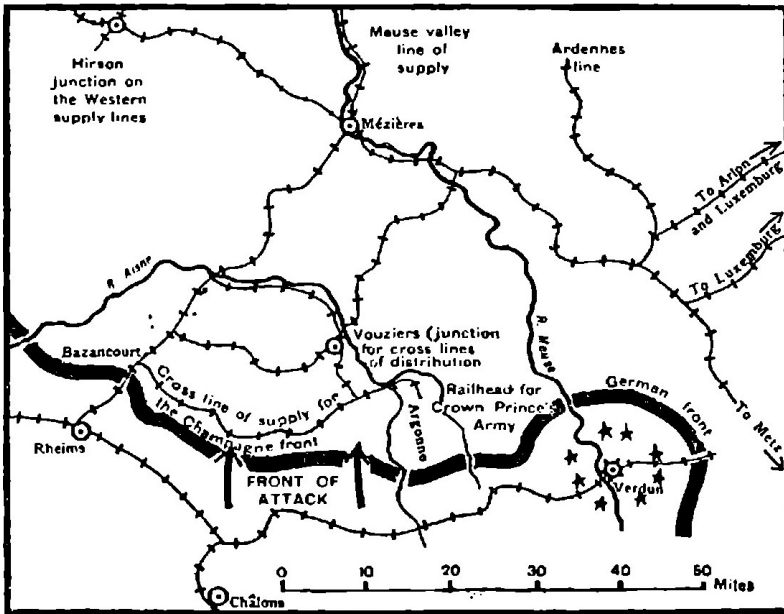 Hirson
junction on
the Western
supply lines
Meuse valley
line of
supply
Ardennes
line
Mézières
To Arlon
and Luxemburg
To Luxemburg
R. Aisne
Vouziers (junction
for cross lines
of distribution
Bazancourt
Cross line of supply for
the Champagne front
Railhead for
Crown Prince's
Army
R. Meuse
German front
To Metz
Argonne
Rheims
FRONT OF
ATTACK
Verdun
Châlons
0 10 20 30 40 50 Miles